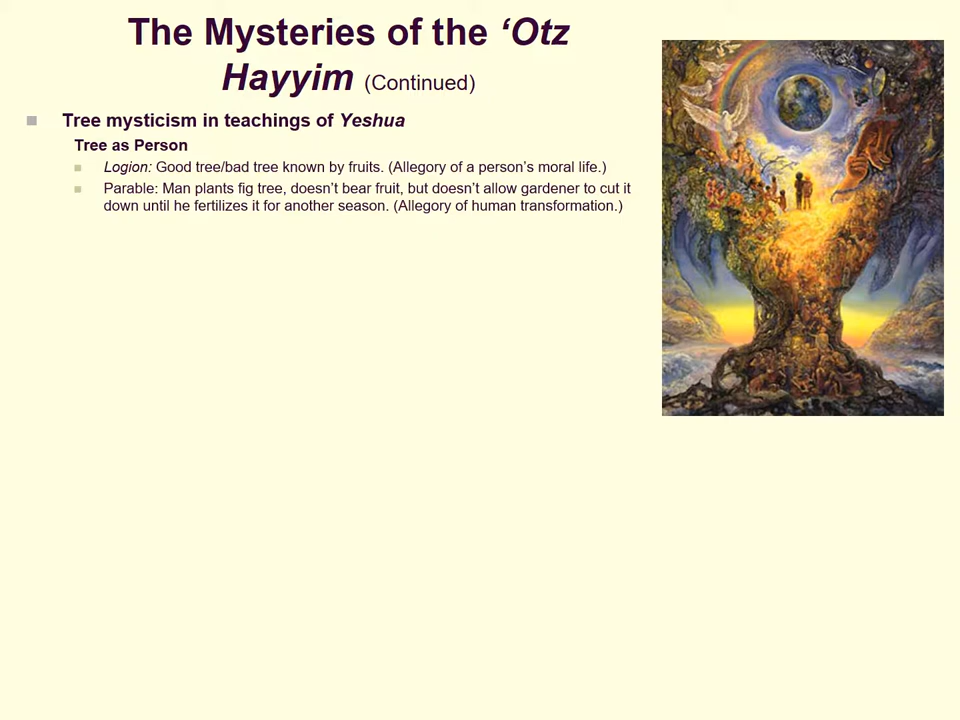 The Mysteries of the ‘Otz
Hayyim (Continued)
Tree mysticism in teachings of Yeshua
Tree as Person
Logion: Good tree/bad tree known by fruits. (Allegory of a person’s moral life.)
Parable: Man plants fig tree, doesn’t bear fruit, but doesn’t allow gardener to cut it
down until he fertilizes it for another season. (Allegory of human transformation.)